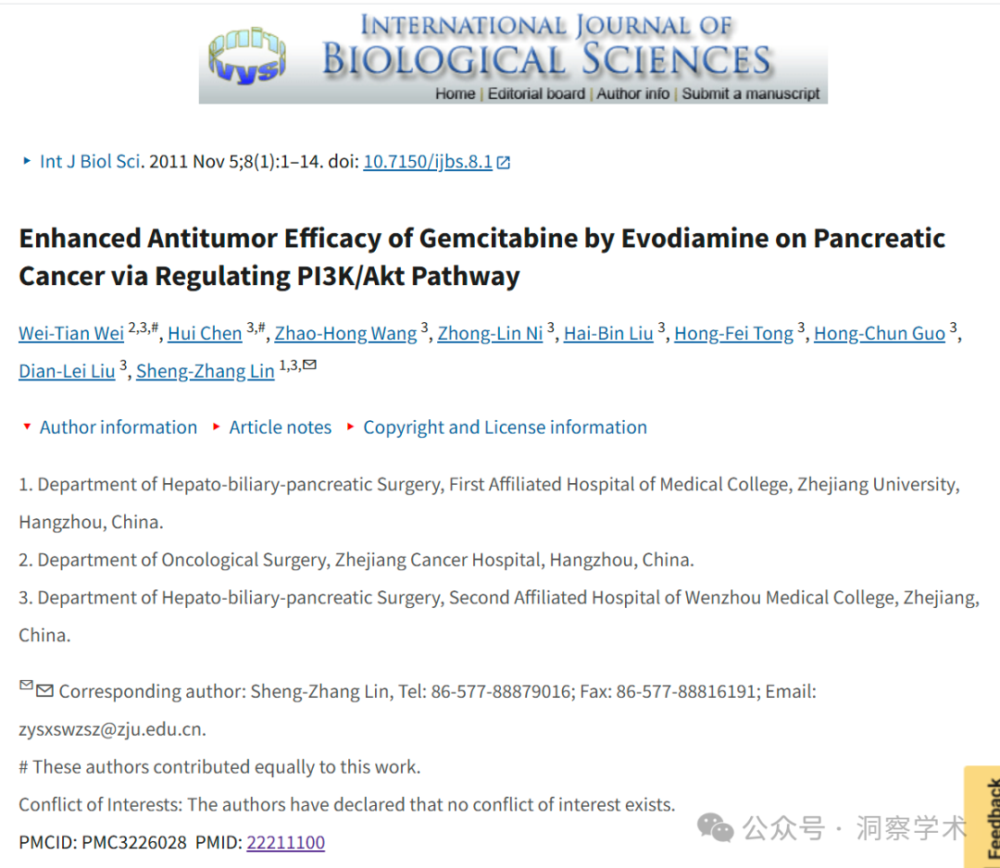 INTERNATIONAL JOURNAL OF
BIOLOGICAL SCIENCES
ivysi
Home | Editorial board | Author info | Submit a manuscript
Int J Biol Sci. 2011 Nov 5;8(1):1–14. doi: 10.7150/ijbs.8.1
Enhanced Antitumor Efficacy of Gemcitabine by Evodiamine on Pancreatic
Cancer via Regulating PI3K/Akt Pathway
Wei-Tian Wei 2,3,#, Hui Chen 3,#, Zhao-Hong Wang 3, Zhong-Lin Ni 3, Hai-Bin Liu 3, Hong-Fei Tong 3, Hong-Chun Guo 3,
Dian-Lei Liu 3, Sheng-Zhang Lin 1,3,✉
Author information Article notes Copyright and License information
1. Department of Hepato-biliary-pancreatic Surgery, First Affiliated Hospital of Medical College, Zhejiang University,
Hangzhou, China.
2. Department of Oncological Surgery, Zhejiang Cancer Hospital, Hangzhou, China.
3. Department of Hepato-biliary-pancreatic Surgery, Second Affiliated Hospital of Wenzhou Medical College, Zhejiang,
China.
✉✉ Corresponding author: Sheng-Zhang Lin, Tel: 86-577-88879016; Fax: 86-577-88816191; Email:
zysxswzsz@zju.edu.cn.
# These authors contributed equally to this work.
Conflict of Interests: The authors have declared that no conflict of interest exists.
PMCID: PMC3226028 PMID: 22211100
公众号 · 洞察学术
Feedback